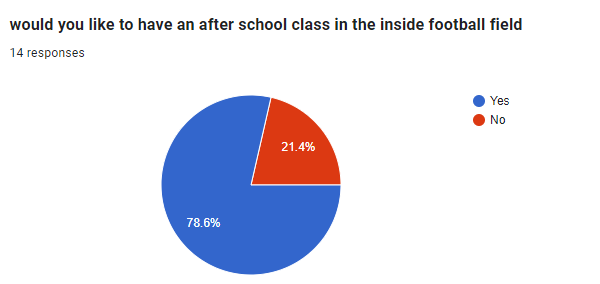 would you like to have an after school class in the inside football field
14 responses
Yes
No
21.4%
78.6%